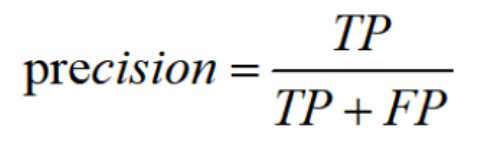 precision = TP / TP + FP